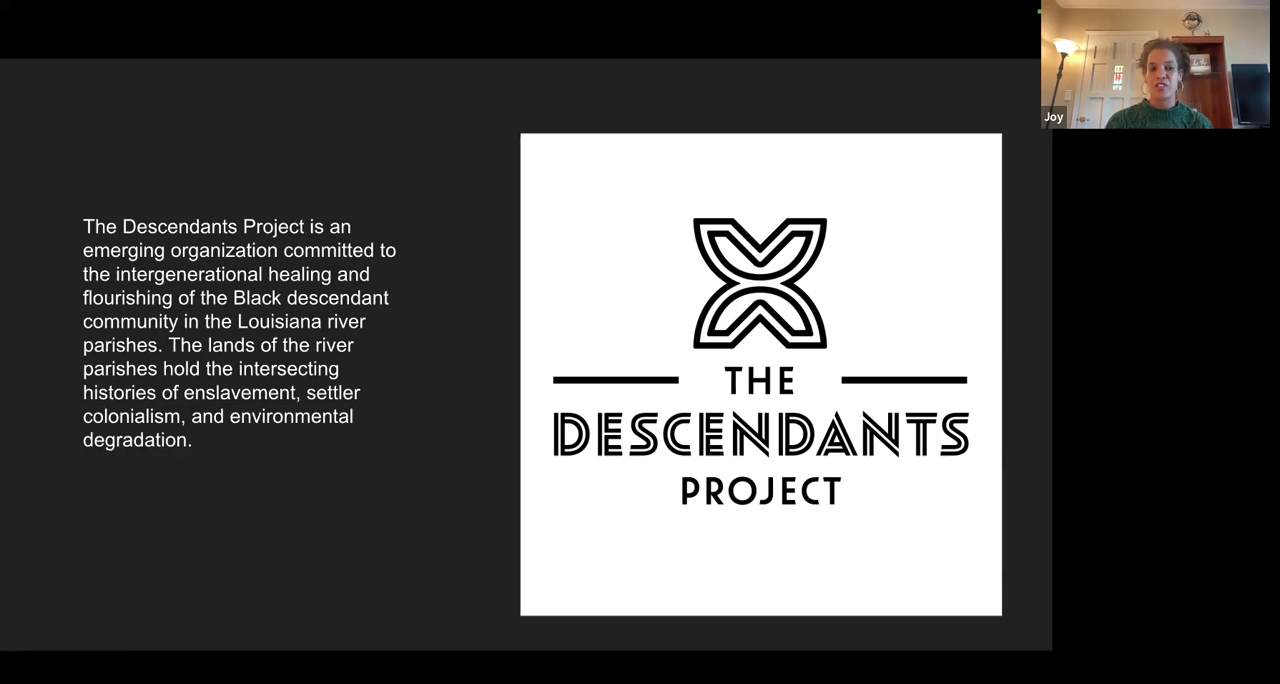 The Descendants Project is an
emerging organization committed to
the intergenerational healing and
flourishing of the Black descendant
community in the Louisiana river
parishes. The lands of the river
parishes hold the intersecting
histories of enslavement, settler
colonialism, and environmental
degradation.
THE
DESCENDANTS
PROJECT
Joy